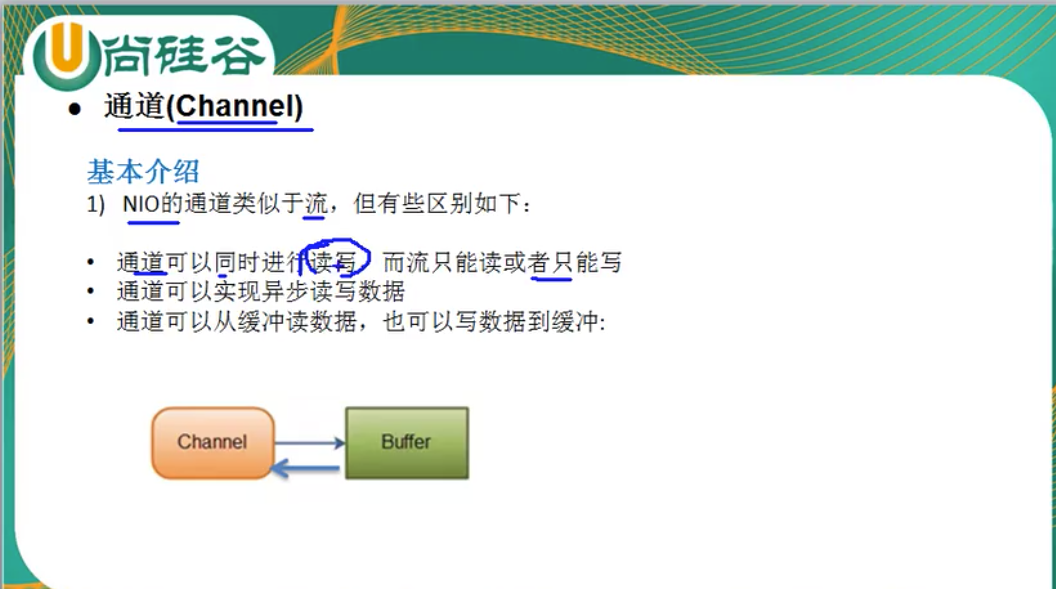 尚硅谷
• 通道(Channel)
基本介绍
1) NIO的通道类似于流，但有些区别如下：
• 通道可以同时进行读写，而流只能读或者只能写
• 通道可以实现异步读写数据
• 通道可以从缓冲读数据，也可以写数据到缓冲:
Channel
Buffer